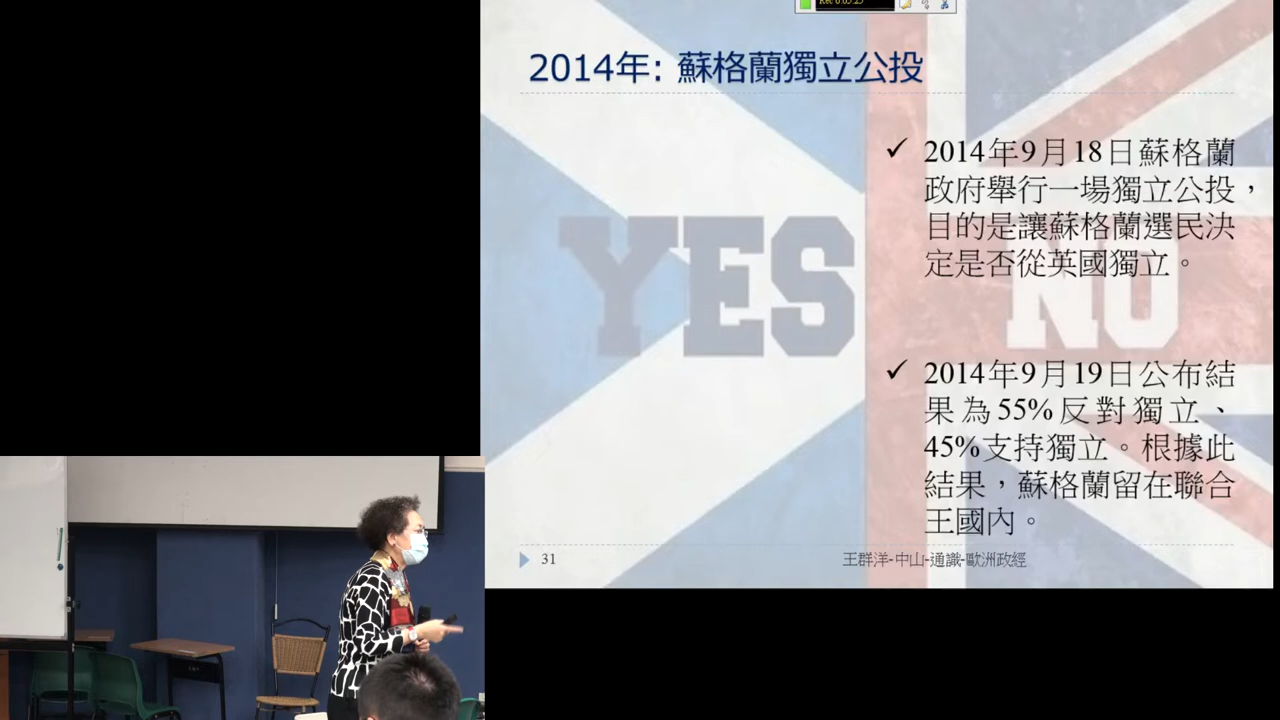 2014年: 蘇格蘭獨立公投
YES
NO
✓ 2014年9月18日蘇格蘭
政府舉行一場獨立公投，
目的是讓蘇格蘭選民決
定是否從英國獨立。
✓ 2014年9月19日公布結
果為55%反對獨立、
45%支持獨立。根據此
結果，蘇格蘭留在聯合
王國內。
31
王群洋-中山-通識-歐洲政經